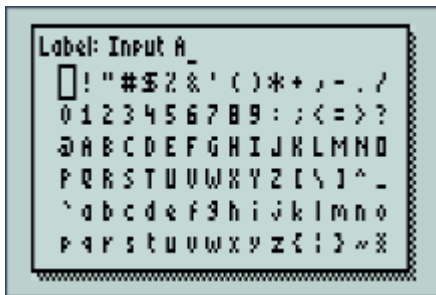 Label: Input A_
!"#$%&'()*+,-./
0123456789:;<=>?
@ABCDEFGHIJKLMNO
PQRSTUVWXYZ[\]^_
`abcdefghijklmno
pqrstuvwxyz{¦}~